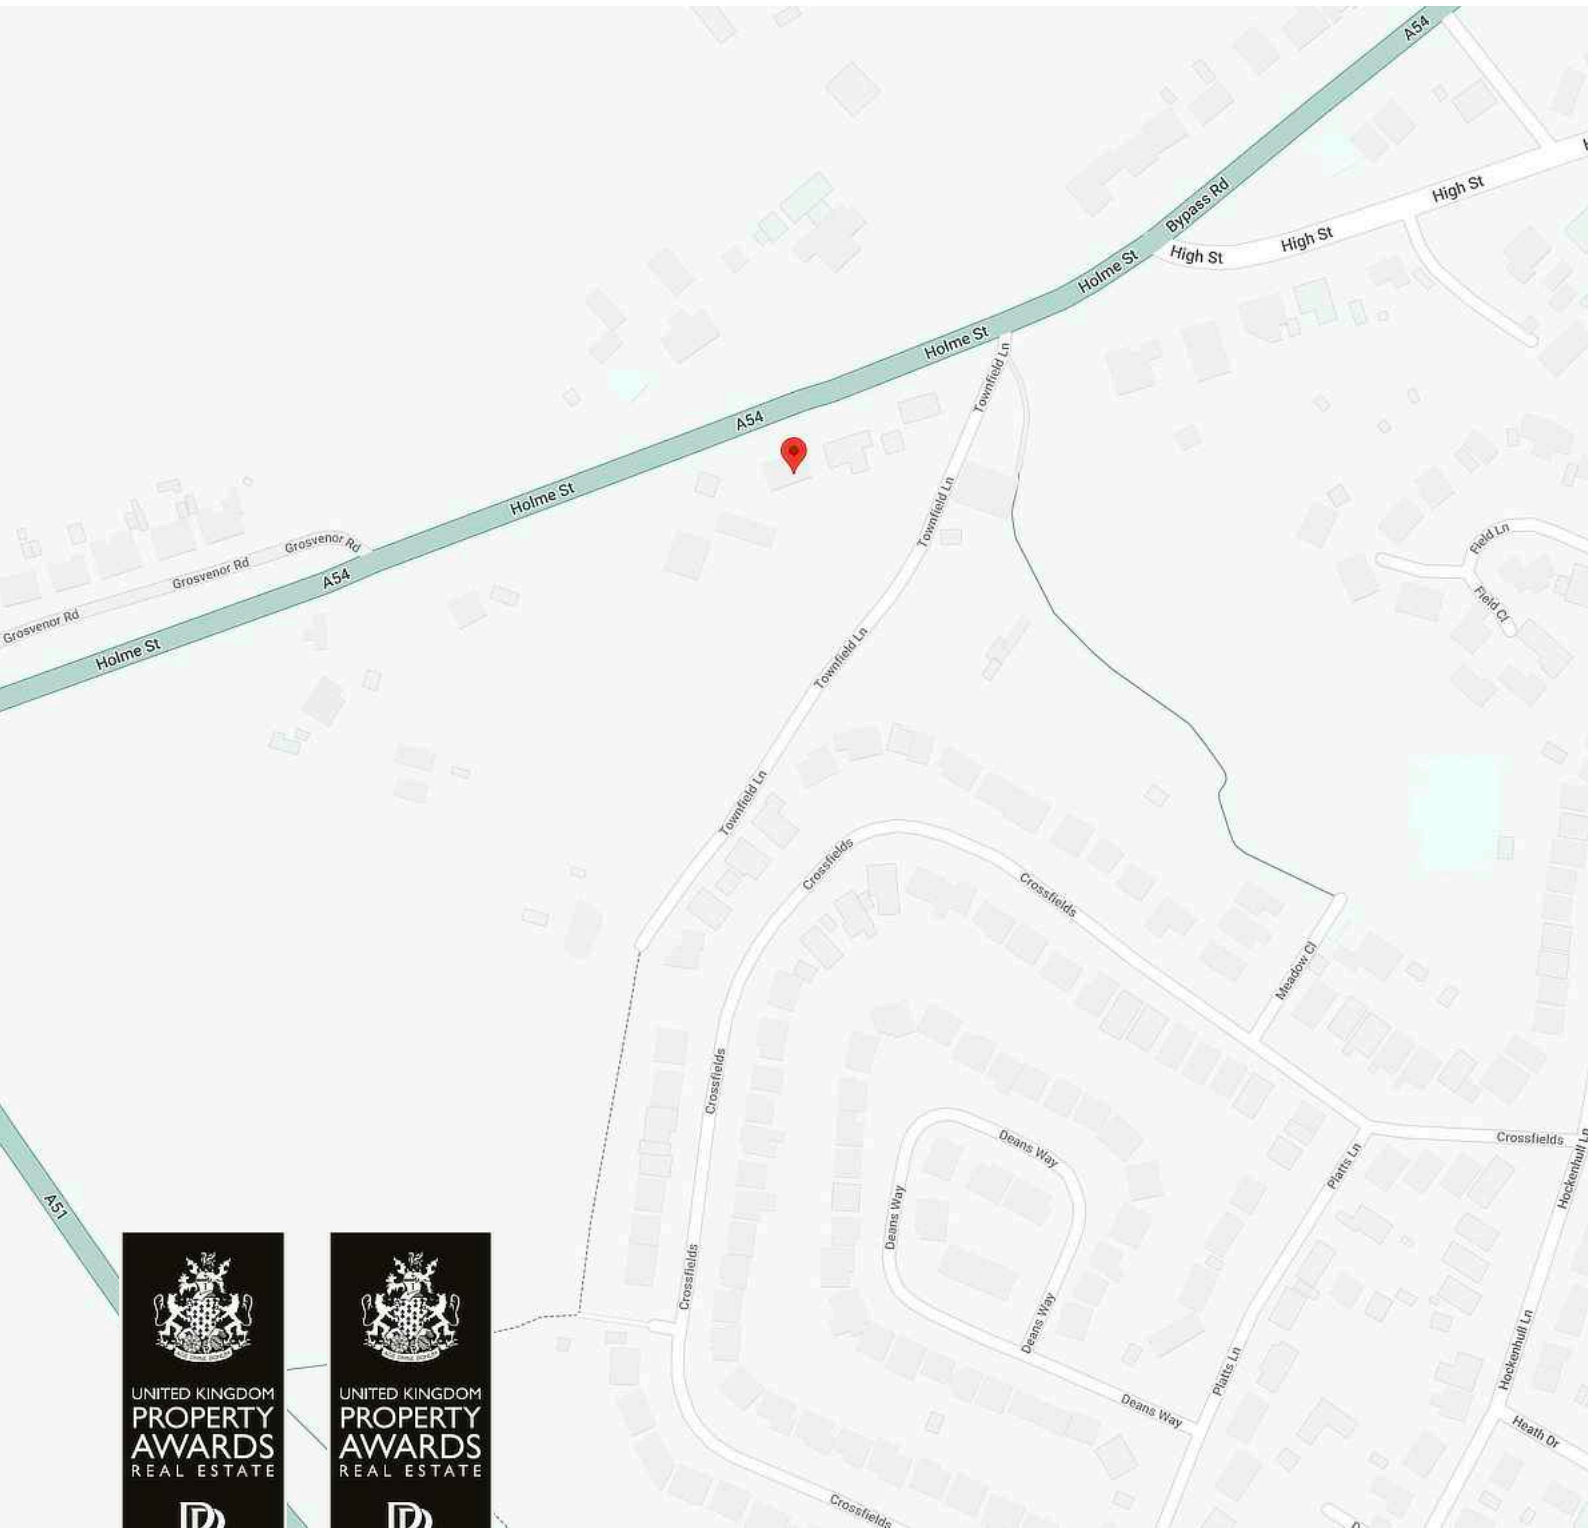 A54
Bypass Rd
High St
High St
High St
Holme St
Holme St
Townfield Ln
A54
Holme St
Townfield Ln
Field Ln
Field Cl
Grosvenor Rd
Grosvenor Rd
Grosvenor Rd
A54
Holme St
Townfield Ln
Townfield Ln
Crossfields
Crossfields
Meadow Cl
Crossfields
Deans Way
Crossfields
Platts Ln
Hockenhull Ln
Deans Way
A51
Crossfields
Deans Way
Hockenhull Ln
Platts Ln
Deans Way
Heath Dr
Crossfields
UNITED KINGDOM
PROPERTY
AWARDS
REAL ESTATE
UNITED KINGDOM
PROPERTY
AWARDS
REAL ESTATE